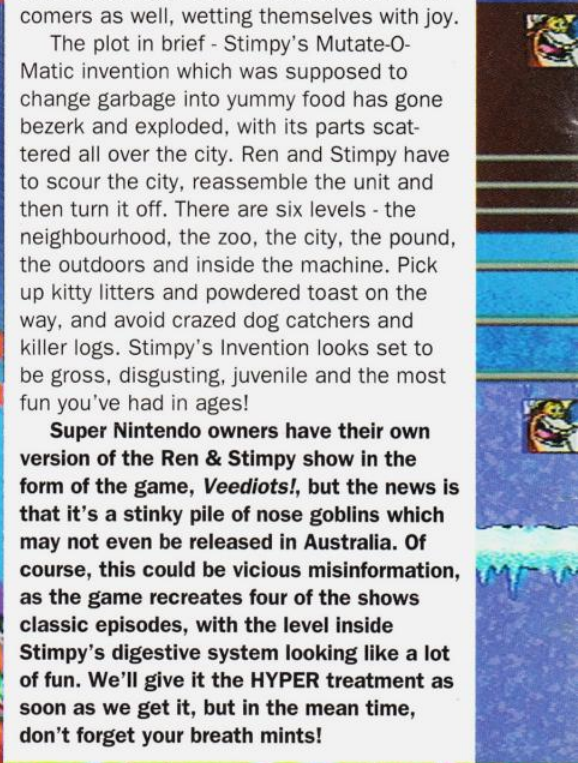 comers as well, wetting themselves with joy.
The plot in brief - Stimpy's Mutate-O-
Matic invention which was supposed to
change garbage into yummy food has gone
bezerk and exploded, with its parts scat-
tered all over the city. Ren and Stimpy have
to scour the city, reassemble the unit and
then turn it off. There are six levels - the
neighbourhood, the zoo, the city, the pound,
the outdoors and inside the machine. Pick
up kitty litters and powdered toast on the
way, and avoid crazed dog catchers and
killer logs. Stimpy's Invention looks set to
be gross, disgusting, juvenile and the most
fun you've had in ages!
Super Nintendo owners have their own
version of the Ren & Stimpy show in the
form of the game, Veediots!, but the news is
that it's a stinky pile of nose goblins which
may not even be released in Australia. Of
course, this could be vicious misinformation,
as the game recreates four of the shows
classic episodes, with the level inside
Stimpy's digestive system looking like a lot
of fun. We'll give it the HYPER treatment as
soon as we get it, but in the mean time,
don't forget your breath mints!